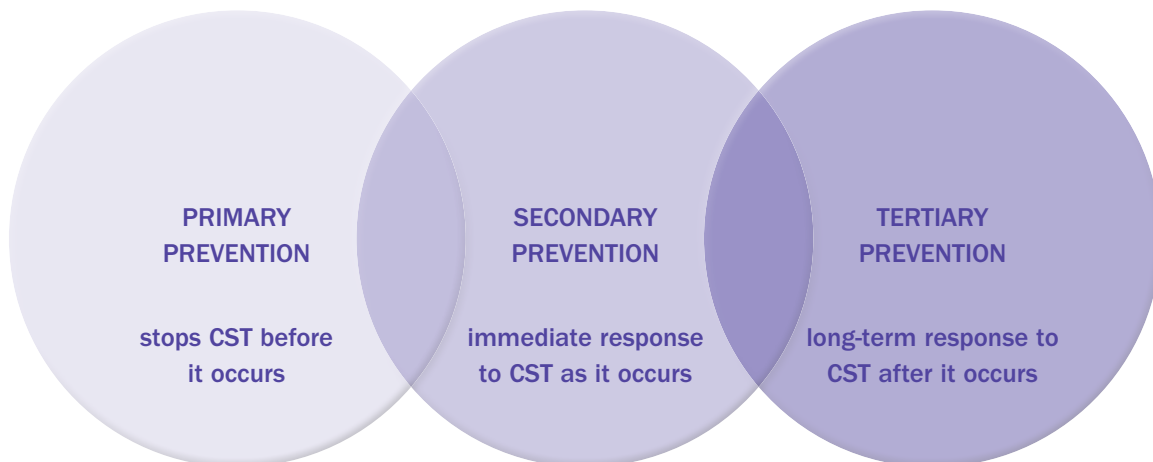 PRIMARY
PREVENTION
stops CST before
it occurs
SECONDARY
PREVENTION
immediate response
to CST as it occurs
TERTIARY
PREVENTION
long-term response to
CST after it occurs